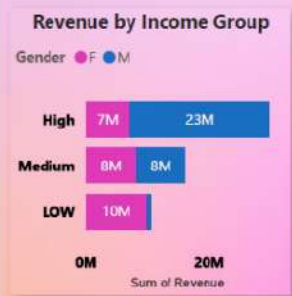 Revenue by Income Group
Gender F M
High 7M 23M
Medium 8M 8M
LOW 10M
0M 20M
Sum of Revenue